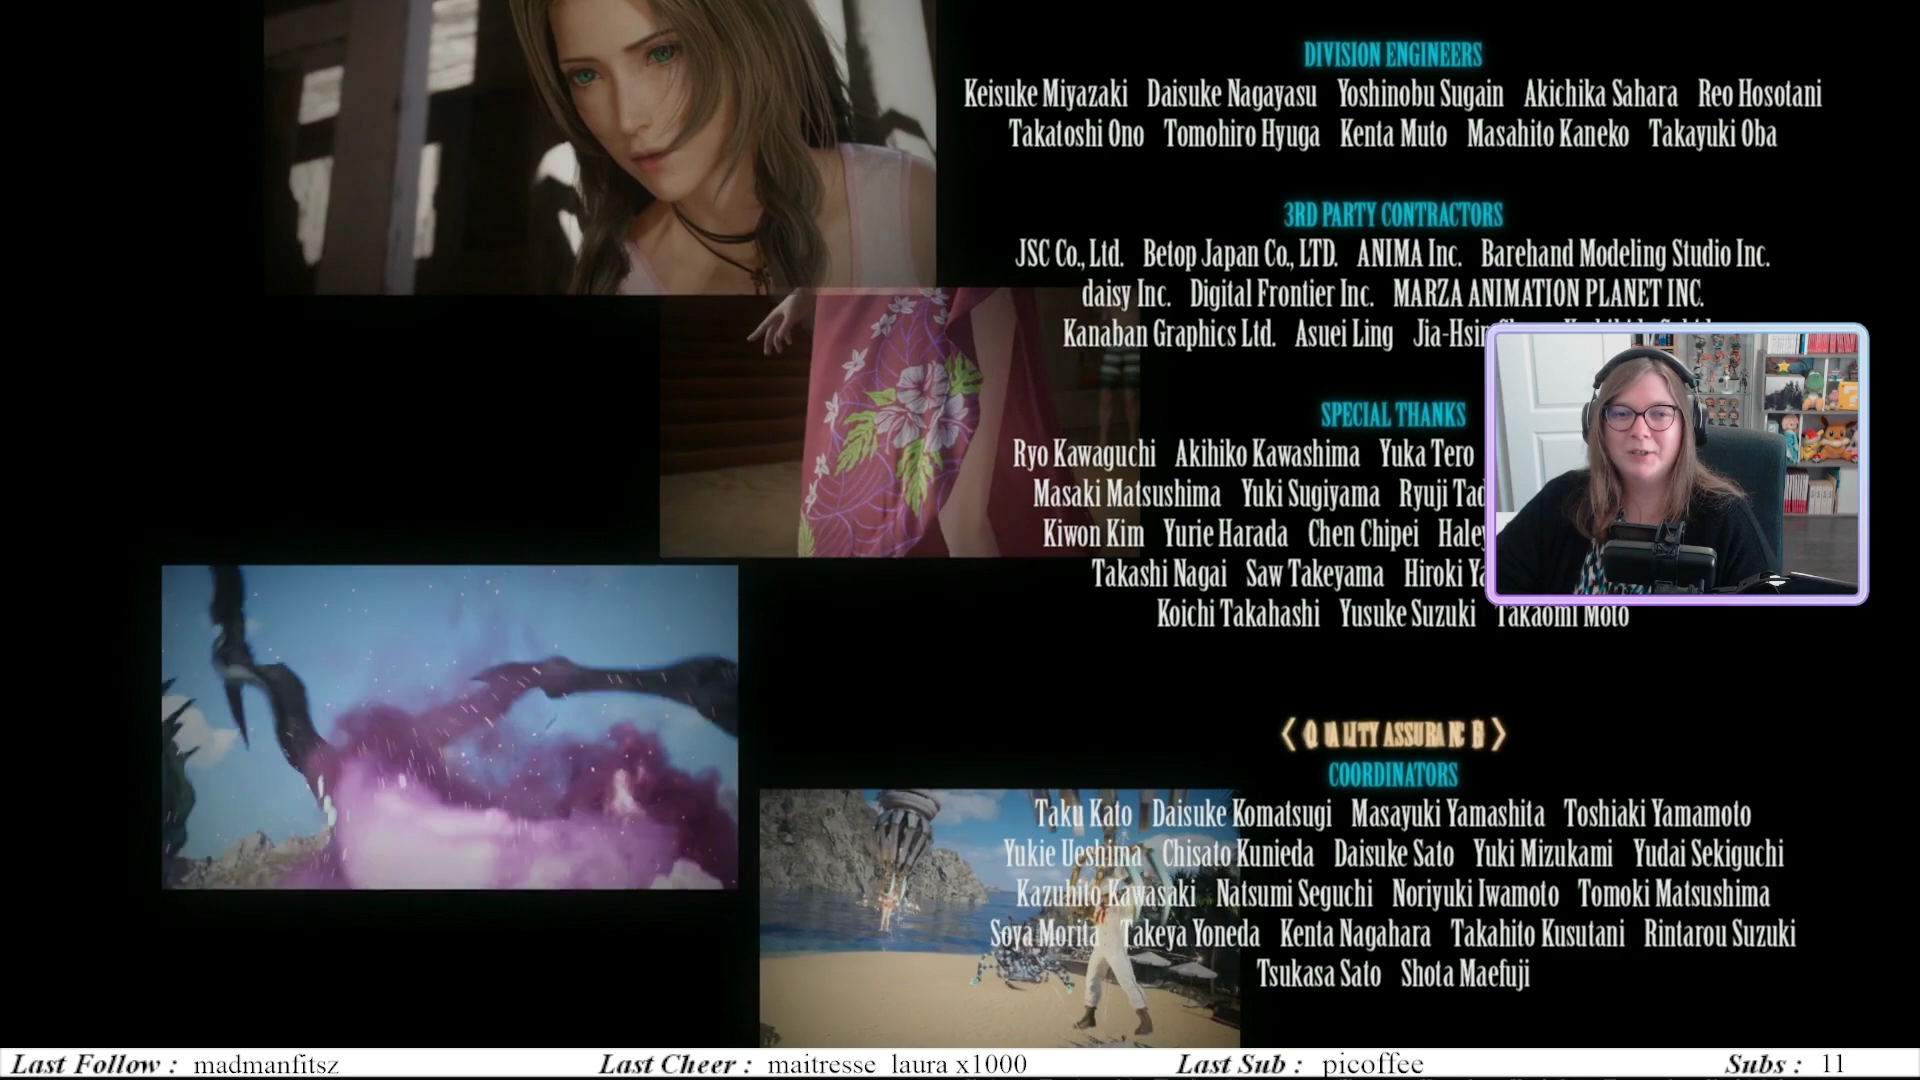 DIVISION ENGINEERS
Keisuke Miyazaki Daisuke Nagayasu Yoshinobu Sugain Akichika Sahara Reo Hosotani
Takatoshi Ono Tomohiro Hyuga Kenta Muto Masahito Kaneko Takayuki Oba
3RD PARTY CONTRACTORS
JSC Co., Ltd. Betop Japan Co., LTD. ANIMA Inc. Barehand Modeling Studio Inc.
daisy Inc. Digital Frontier Inc. MARZA ANIMATION PLANET INC.
Kanaban Graphics Ltd. Asuei Ling
SPECIAL THANKS
Ryo Kawaguchi Akihiko Kawashima Yuka Tero
Masaki Matsushima Yuki Sugiyama Ryuji
Kiwon Kim Yurie Harada Chen Chipei
Takashi Nagai Saw Takeyama Hiroki
Koichi Takahashi Yusuke Suzuki Takaomi Moto
〈 QUALITY ASSURANCE 〉
COORDINATORS
Taku Kato Daisuke Komatsugi Masayuki Yamashita Toshiaki Yamamoto
Yukie Ueshima Chisato Kunieda Daisuke Sato Yuki Mizukami Yudai Sekiguchi
Kazuhito Kawasaki Natsumi Seguchi Noriyuki Iwamoto Tomoki Matsushima
Soya Morita Takeya Yoneda Kenta Nagahara Takahito Kusutani Rintarou Suzuki
Tsukasa Sato Shota Maefuji
Last Follow : madmanfitsz Last Cheer : maitresse laura x1000 Last Sub : picoffee Subs : 11